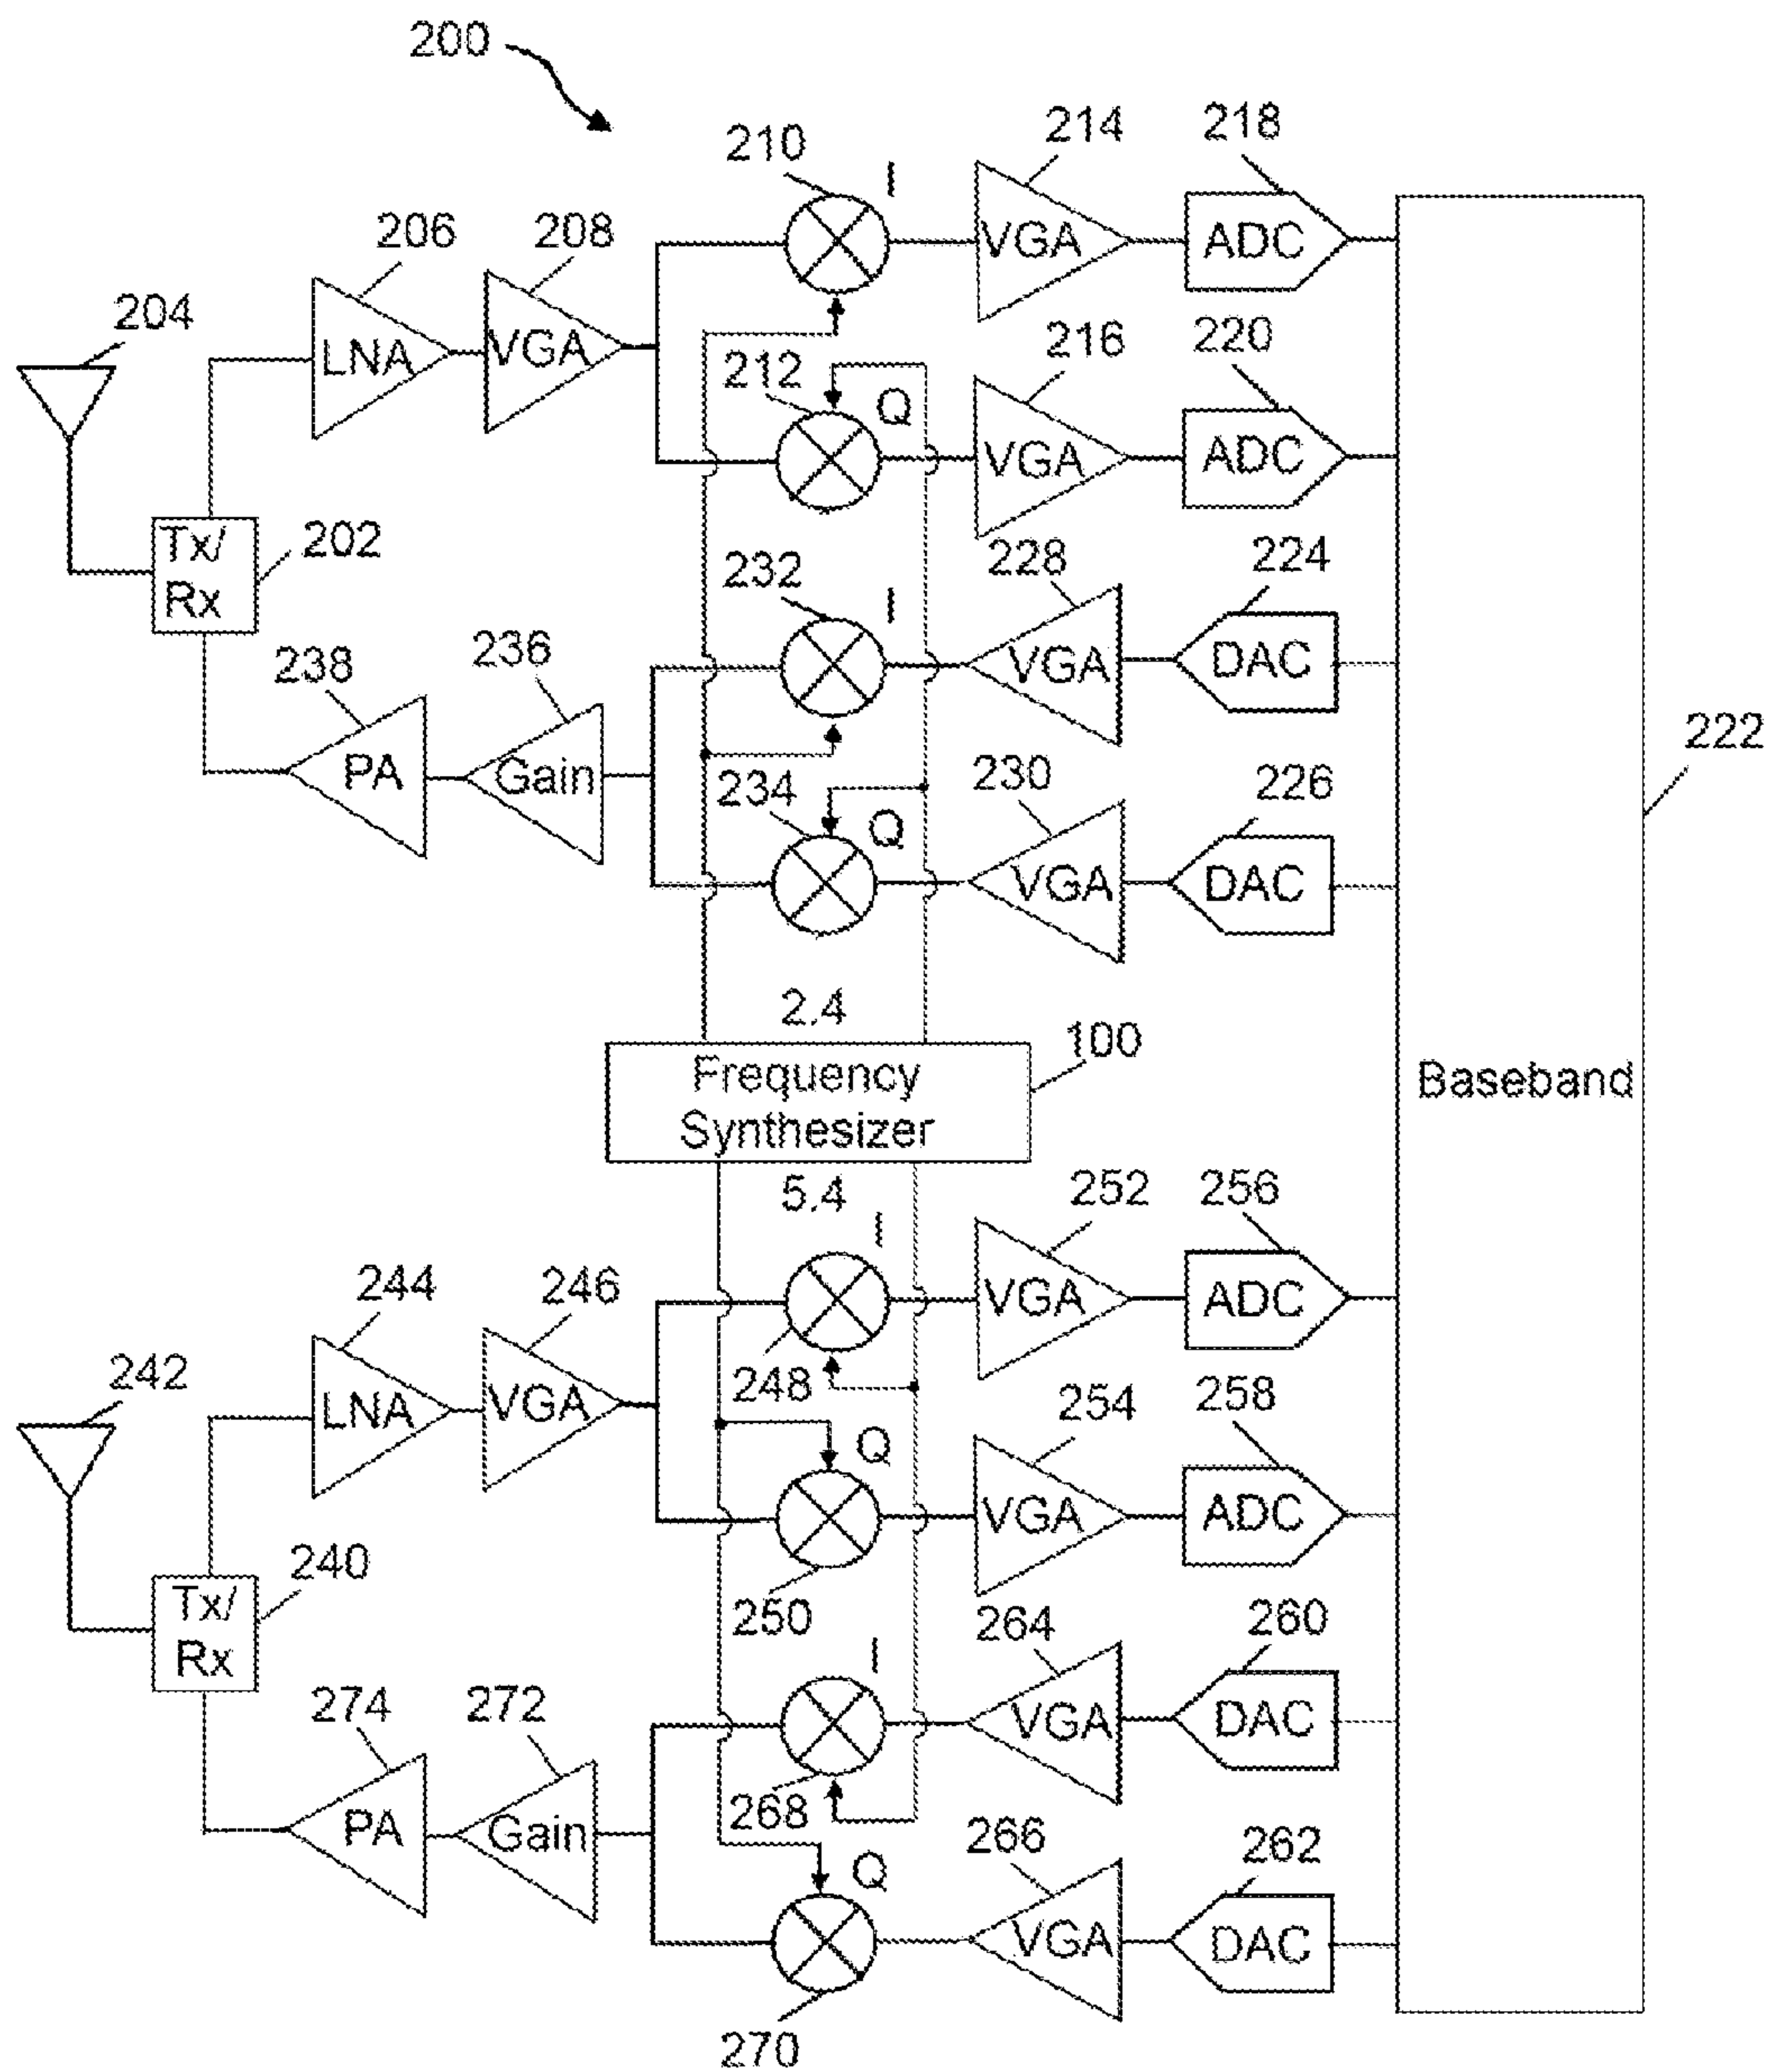 200
210
I
214
218
206
208
VGA
ADC
204
LNA
VGA
216
220
212
Q
VGA
ADC
Tx/
Rx
202
232
I
228
224
238
236
VGA
DAC
PA
Gain
234
Q
230
226
222
VGA
DAC
2.4
100
Frequency
Synthesizer
Baseband
5.4
I
252
256
244
246
VGA
ADC
242
LNA
VGA
248
254
258
Q
VGA
ADC
240
Tx/
Rx
250
I
264
260
274
272
VGA
DAC
PA
Gain
268
Q
266
262
VGA
DAC
270